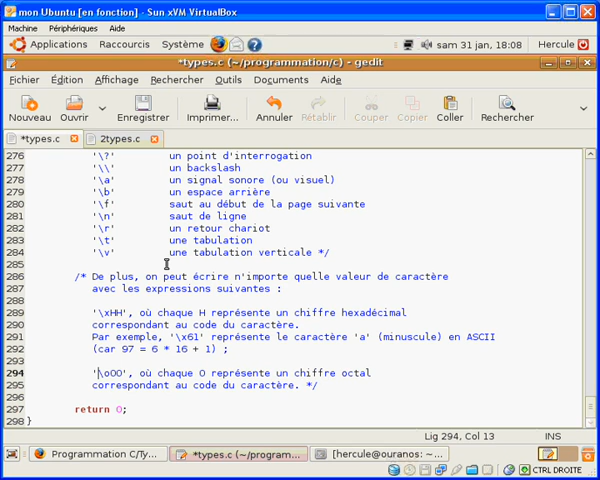 mon Ubuntu [en fonction] - Sun xVM VirtualBox
Machine Périphériques Aide
Applications Raccourcis Système ? sam 31 jan, 18:08 Hercule
*types.c (~/programmation/c) - gedit
Fichier Édition Affichage Rechercher Outils Documents Aide
Nouveau Ouvrir Enregistrer Imprimer... Annuler Rétablir Couper Copier Coller Rechercher
*types.c 2types.c
276 '\?' un point d'interrogation
277 '\\' un backslash
278 '\a' un signal sonore (ou visuel)
279 '\b' un espace arrière
280 '\f' saut au début de la page suivante
281 '\n' saut de ligne
282 '\r' un retour chariot
283 '\t' une tabulation
284 '\v' une tabulation verticale */
285
286 /* De plus, on peut écrire n'importe quelle valeur de caractère
287 avec les expressions suivantes :
288
289 '\xHH', où chaque H représente un chiffre hexadécimal
290 correspondant au code du caractère.
291 Par exemple, '\x61' représente le caractère 'a' (minuscule) en ASCII
292 (car 97 = 6 * 16 + 1) ;
293
294 '\oOO', où chaque O représente un chiffre octal
295 correspondant au code du caractère. */
296
297 return 0;
298 }
Lig 294, Col 13 INS
Programmation C/Ty... *types.c (~/program... [hercule@ouranos: ~...
CTRL DROITE